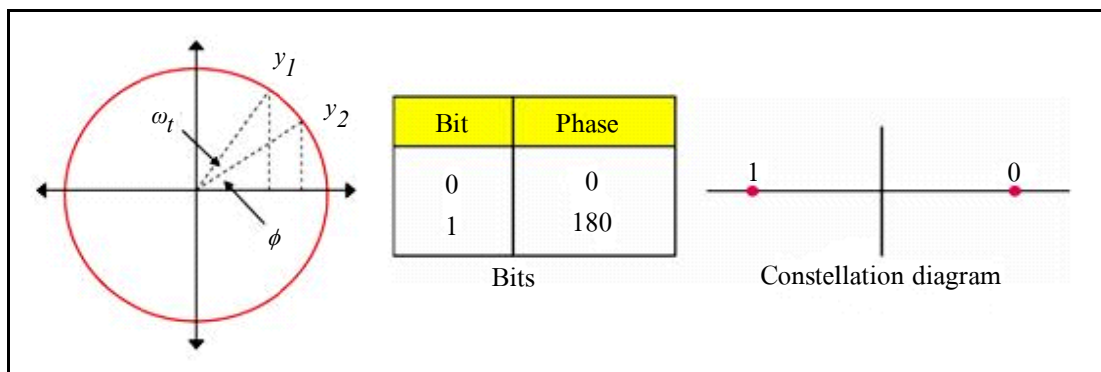 y1
y2
ωt
ϕ
Bit Phase
0 0
1 180
Bits
1 0
Constellation diagram